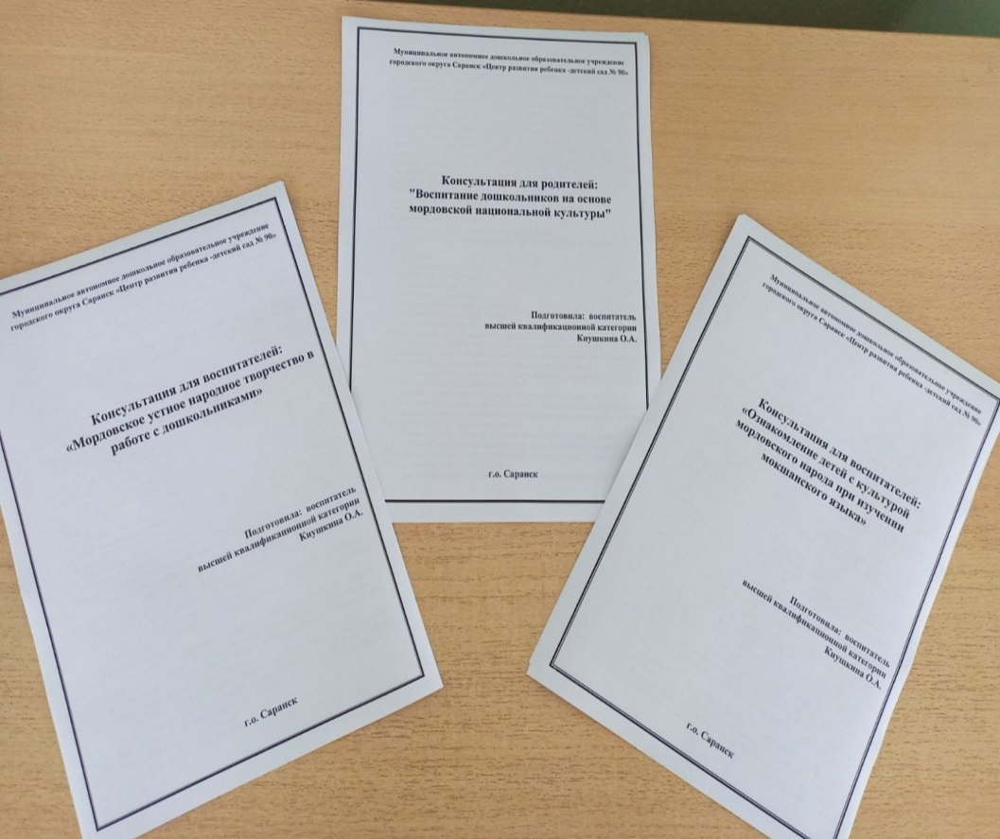 Муниципальное автономное дошкольное образовательное учреждение
городского округа Саранск «Центр развития ребенка -детский сад № 90»
Консультация для воспитателей:
«Мордовское устное народное творчество в
работе с дошкольниками»
Подготовила: воспитатель
высшей квалификационной категории
Киушкина О.А.
г.о. Саранск
Муниципальное автономное дошкольное образовательное учреждение
городского округа Саранск «Центр развития ребенка -детский сад № 90»
Консультация для родителей:
"Воспитание дошкольников на основе
мордовской национальной культуры"
Подготовила: воспитатель
высшей квалификационной категории
Киушкина О.А.
г.о. Саранск
Муниципальное автономное дошкольное образовательное учреждение
городского округа Саранск «Центр развития ребенка -детский сад № 90»
Консультация для воспитателей:
«Ознакомление детей с культурой
мордовского народа при изучении
мокшанского языка»
Подготовила: воспитатель
высшей квалификационной категории
Киушкина О.А.
г.о. Саранск